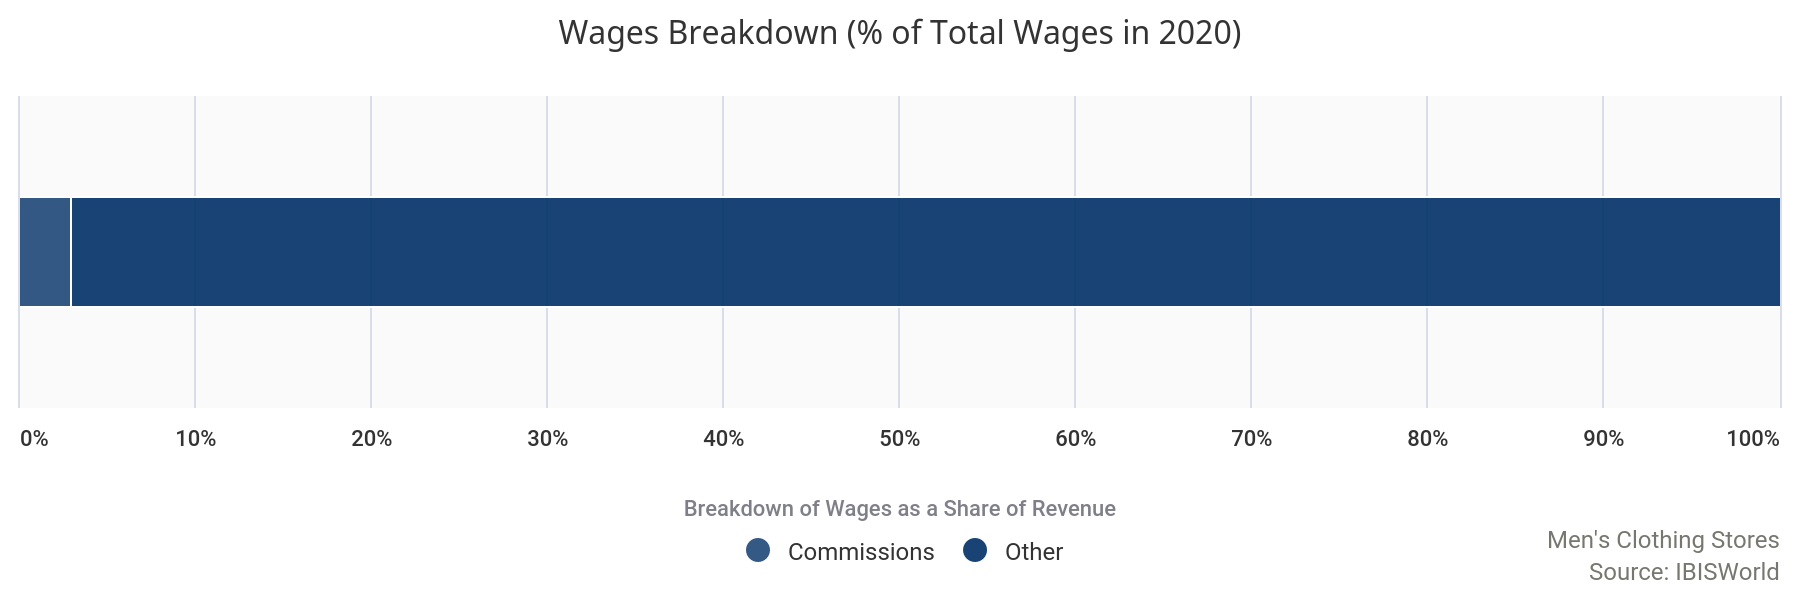 Wages Breakdown (% of Total Wages in 2020)
0% 10% 20% 30% 40% 50% 60% 70% 80% 90% 100%
Breakdown of Wages as a Share of Revenue
Commissions Other
Men's Clothing Stores
Source: IBISWorld